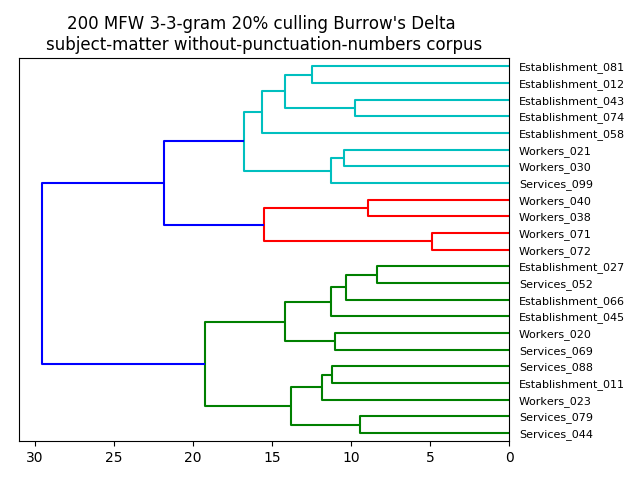 200 MFW 3-3-gram 20% culling Burrow's Delta
subject-matter without-punctuation-numbers corpus
Establishment_081
Establishment_012
Establishment_043
Establishment_074
Establishment_058
Workers_021
Workers_030
Services_099
Workers_040
Workers_038
Workers_071
Workers_072
Establishment_027
Services_052
Establishment_066
Establishment_045
Workers_020
Services_069
Services_088
Establishment_011
Workers_023
Services_079
Services_044
30 25 20 15 10 5 0